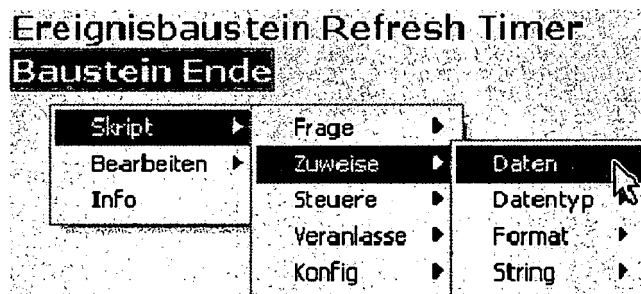 Ereignisbaustein Refresh Timer
Baustein Ende
Skript
Bearbeiten
Info
Frage
Zuweise
Steuere
Veranlasse
Konfig
Daten
Datentyp
Format
String